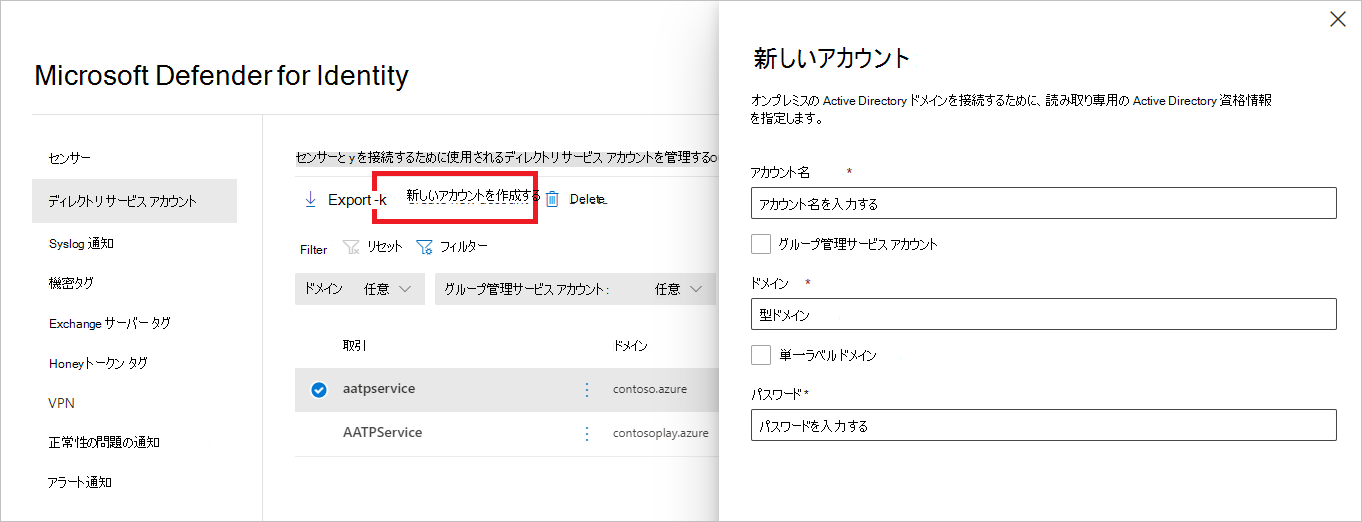 Microsoft Defender for Identity
センサー
ディレクトリ サービス アカウント
Syslog 通知
機密タグ
Exchange サーバー タグ
Honeyトークン タグ
VPN
正常性の問題の通知
アラート通知
センサーと y を接続するために使用されるディレクトリ サービス アカウントを管理するou
Export -k 新しいアカウントを作成する Delete
Filter リセット フィルター
ドメイン 任意 グループ管理サービス アカウント: 任意
取引 ドメイン
aatpservice contoso.azure
AATPService contosoplay.azure
新しいアカウント
オンプレミスの Active Directory ドメインを接続するために、読み取り専用の Active Directory 資格情報
を指定します。
アカウント名 *
アカウント名を入力する
グループ管理サービス アカウント
ドメイン *
型ドメイン
単一ラベル ドメイン
パスワード*
パスワードを入力する